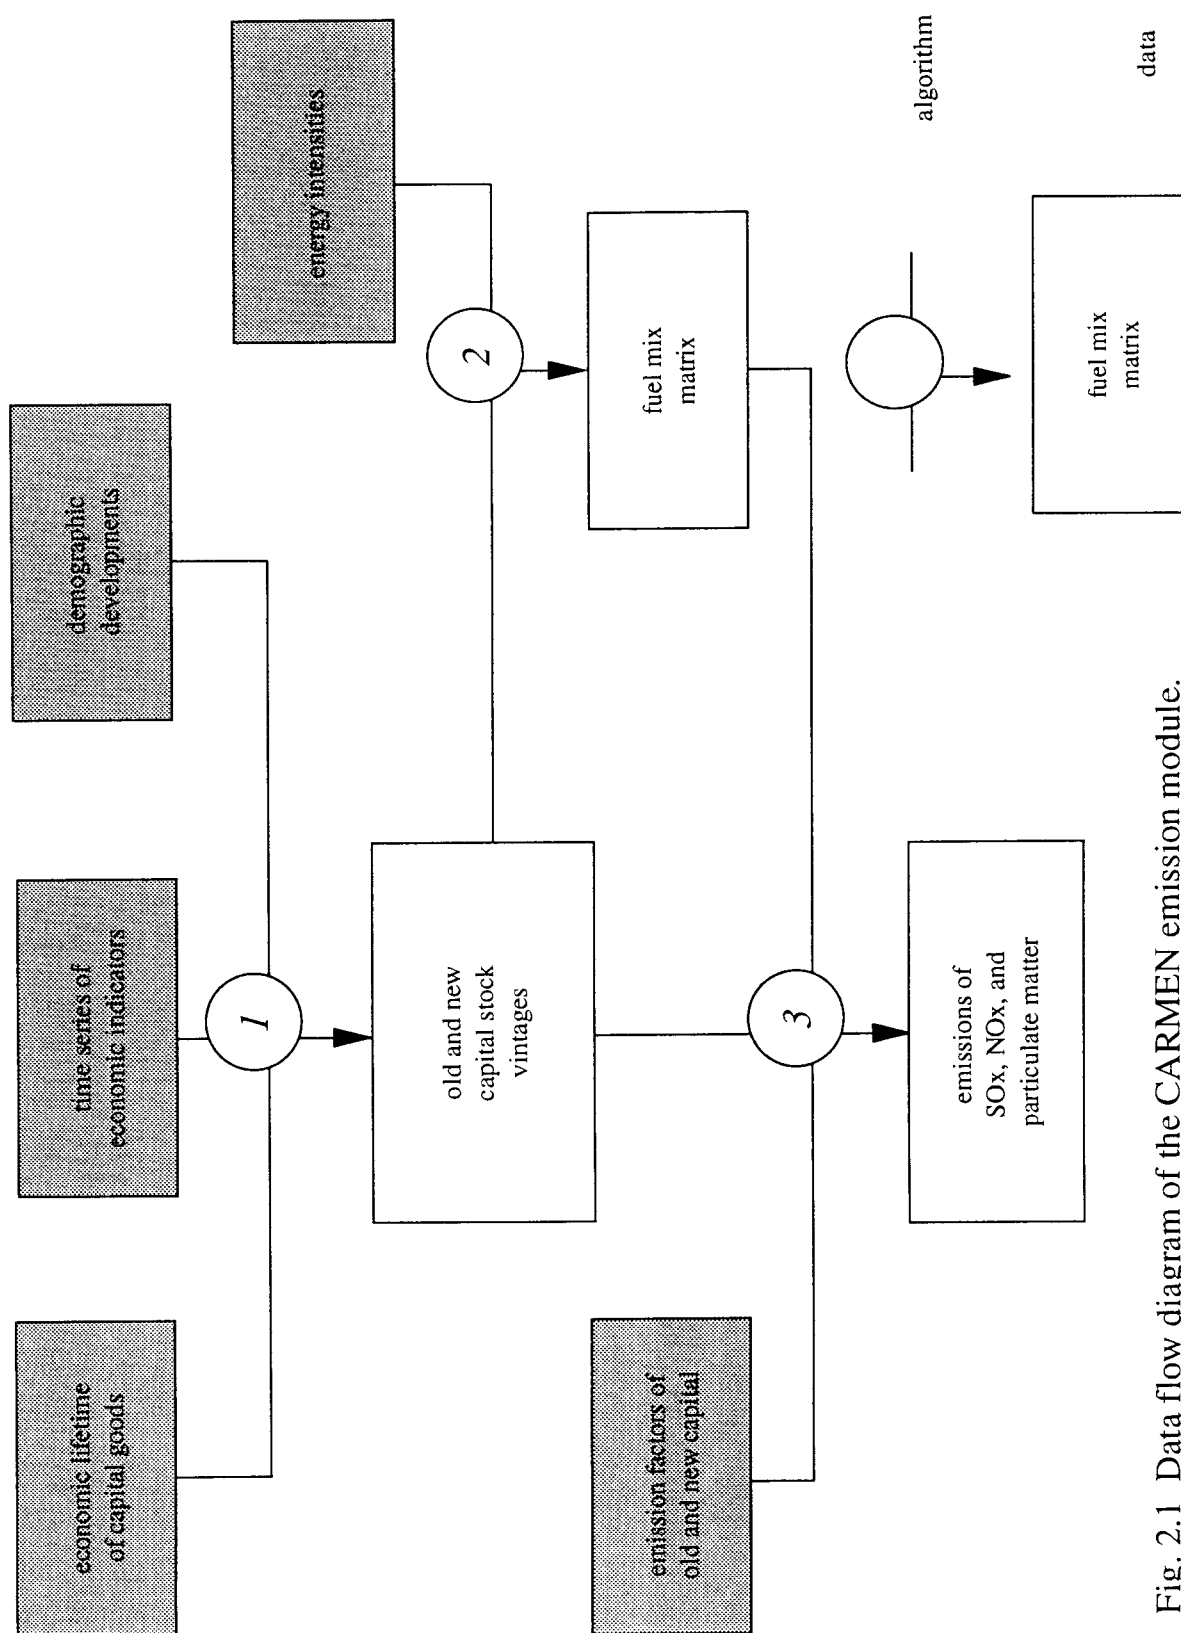 economic lifetime
of capital goods
time series of
economic indicators
demographic
developments
1
old and new
capital stock
vintages
energy intensities
2
fuel mix
matrix
emission factors of
old and new capital
3
emissions of
SOx, NOx, and
particulate matter
algorithm
fuel mix
matrix
data
Fig. 2.1 Data flow diagram of the CARMEN emission module.